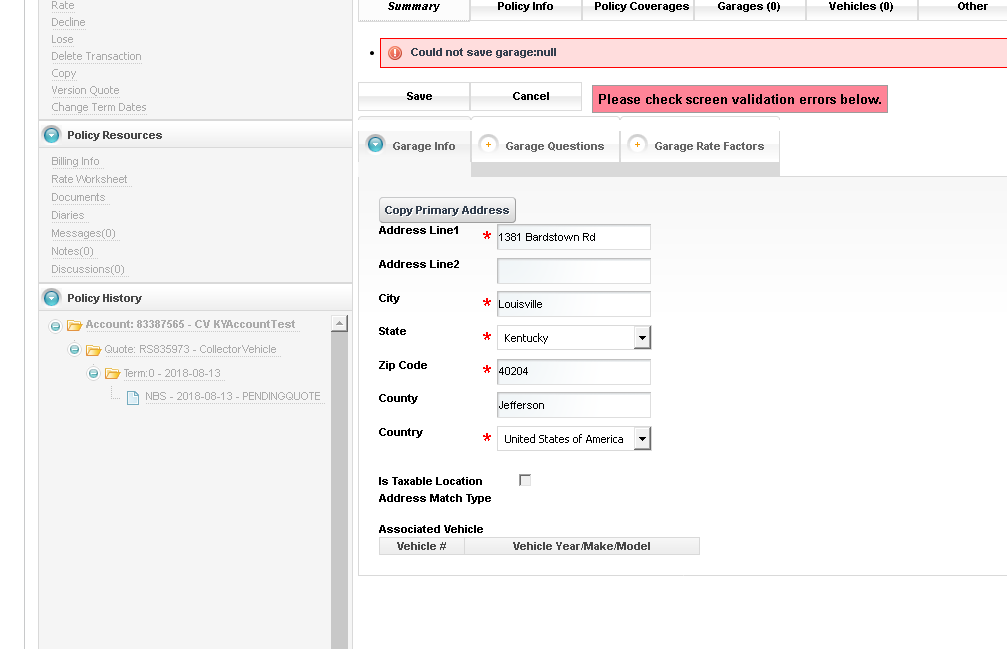 Rate
Decline
Lose
Delete Transaction
Copy
Version Quote
Change Term Dates
Policy Resources
Billing Info
Rate Worksheet
Documents
Diaries
Messages(0)
Notes(0)
Discussions(0)
Policy History
Account: 83387565 - CV KYAccountTest
Quote: RS835973 - CollectorVehicle
Term:0 - 2018-08-13
NBS - 2018-08-13 - PENDINGQUOTE
Summary Policy Info Policy Coverages Garages (0) Vehicles (0) Other
Could not save garage:null
Save Cancel Please check screen validation errors below.
Garage Info Garage Questions Garage Rate Factors
Copy Primary Address
Address Line1 * 1381 Bardstown Rd
Address Line2
City * Louisville
State * Kentucky
Zip Code * 40204
County Jefferson
Country * United States of America
Is Taxable Location
Address Match Type
Associated Vehicle
Vehicle # Vehicle Year/Make/Model